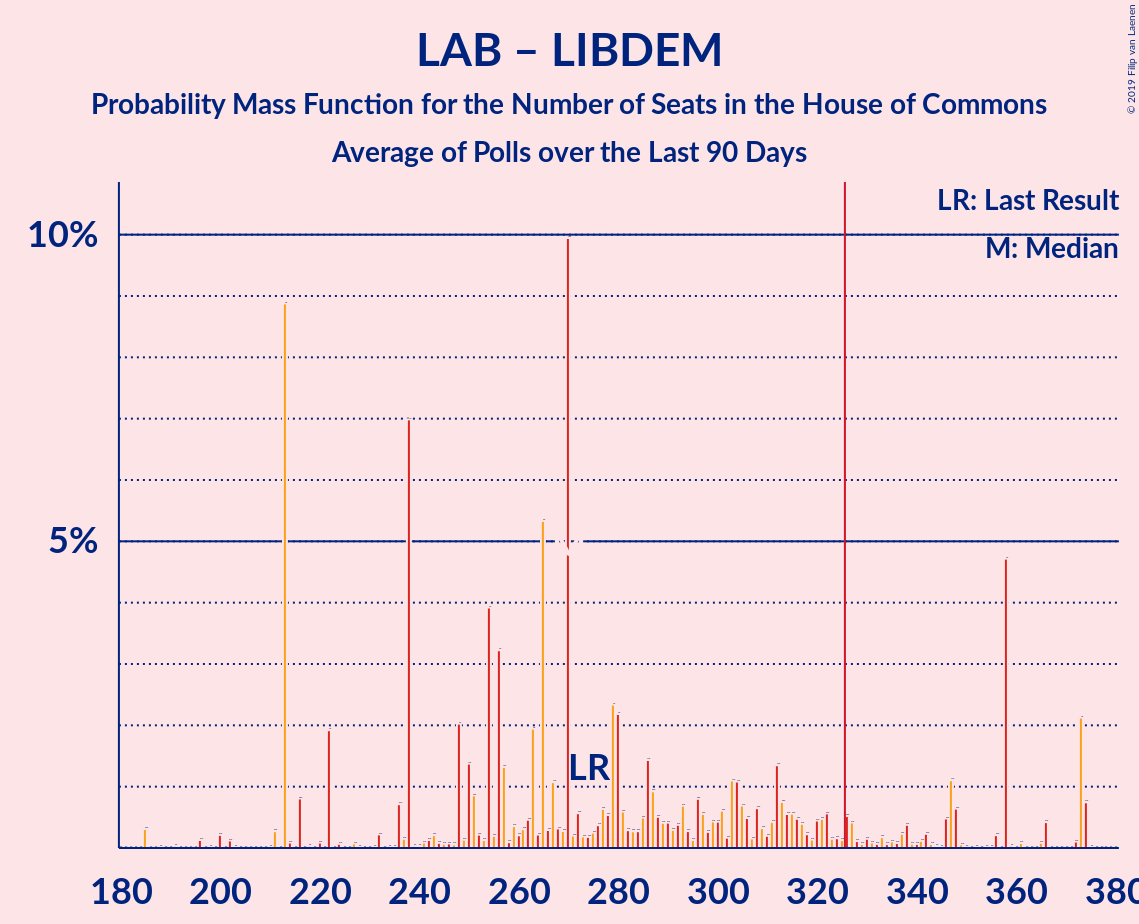 LAB – LIBDEM
Probability Mass Function for the Number of Seats in the House of Commons
Average of Polls over the Last 90 Days
© 2019 Filip van Laenen
LR: Last Result
M: Median
10%
5%
LR
180 200 220 240 260 280 300 320 340 360 380